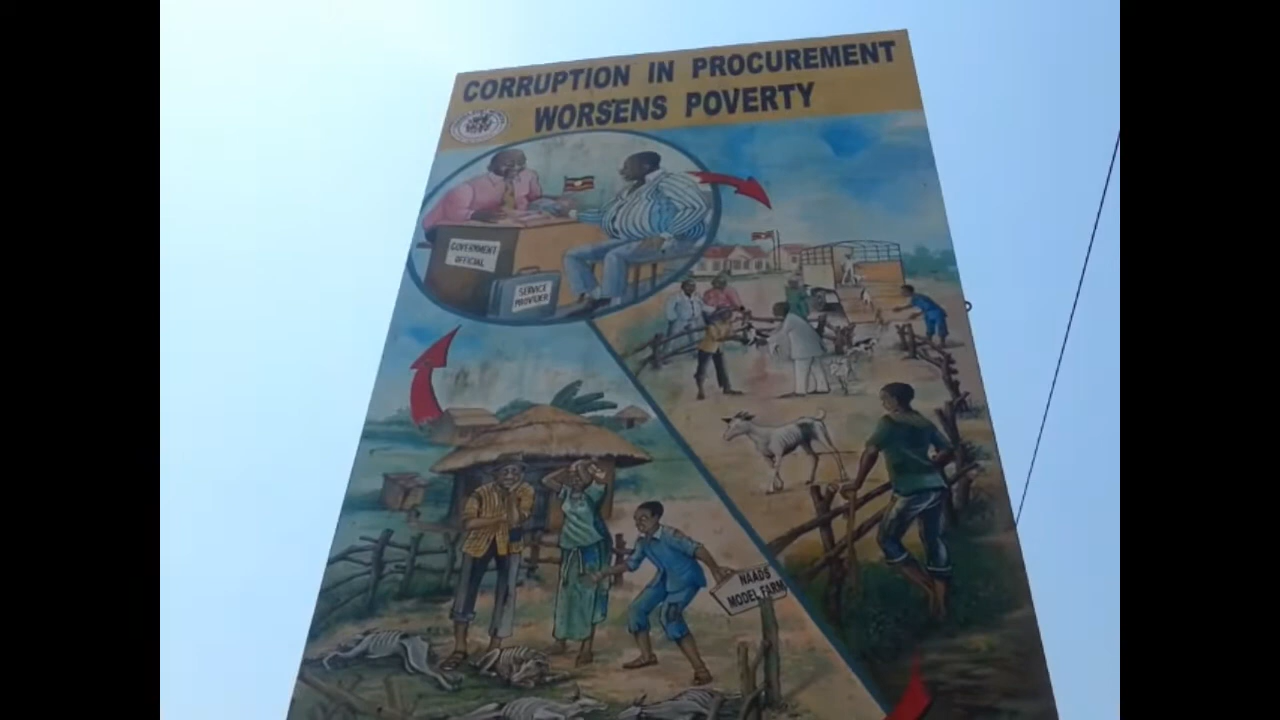 CORRUPTION IN PROCUREMENT
WORSENS POVERTY
GOVERNMENT
OFFICIAL
SERVICE
PROVIDER
NAADS
MODEL FARM